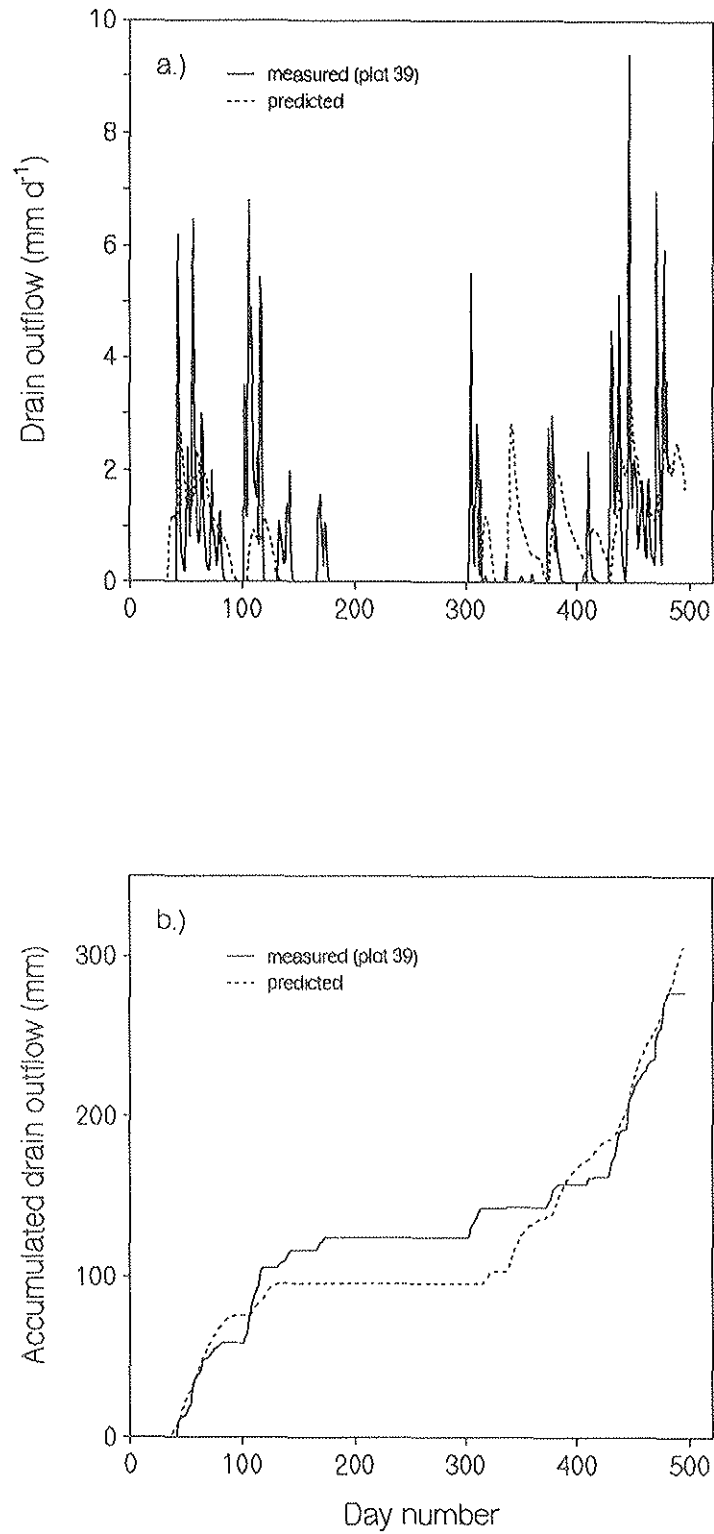 a.)
measured (plot 39)
predicted
Drain outflow (mm d-1)
10
8
6
4
2
0
0 100 200 300 400 500
b.)
measured (plot 39)
predicted
Accumulated drain outflow (mm)
300
200
100
0
0 100 200 300 400 500
Day number